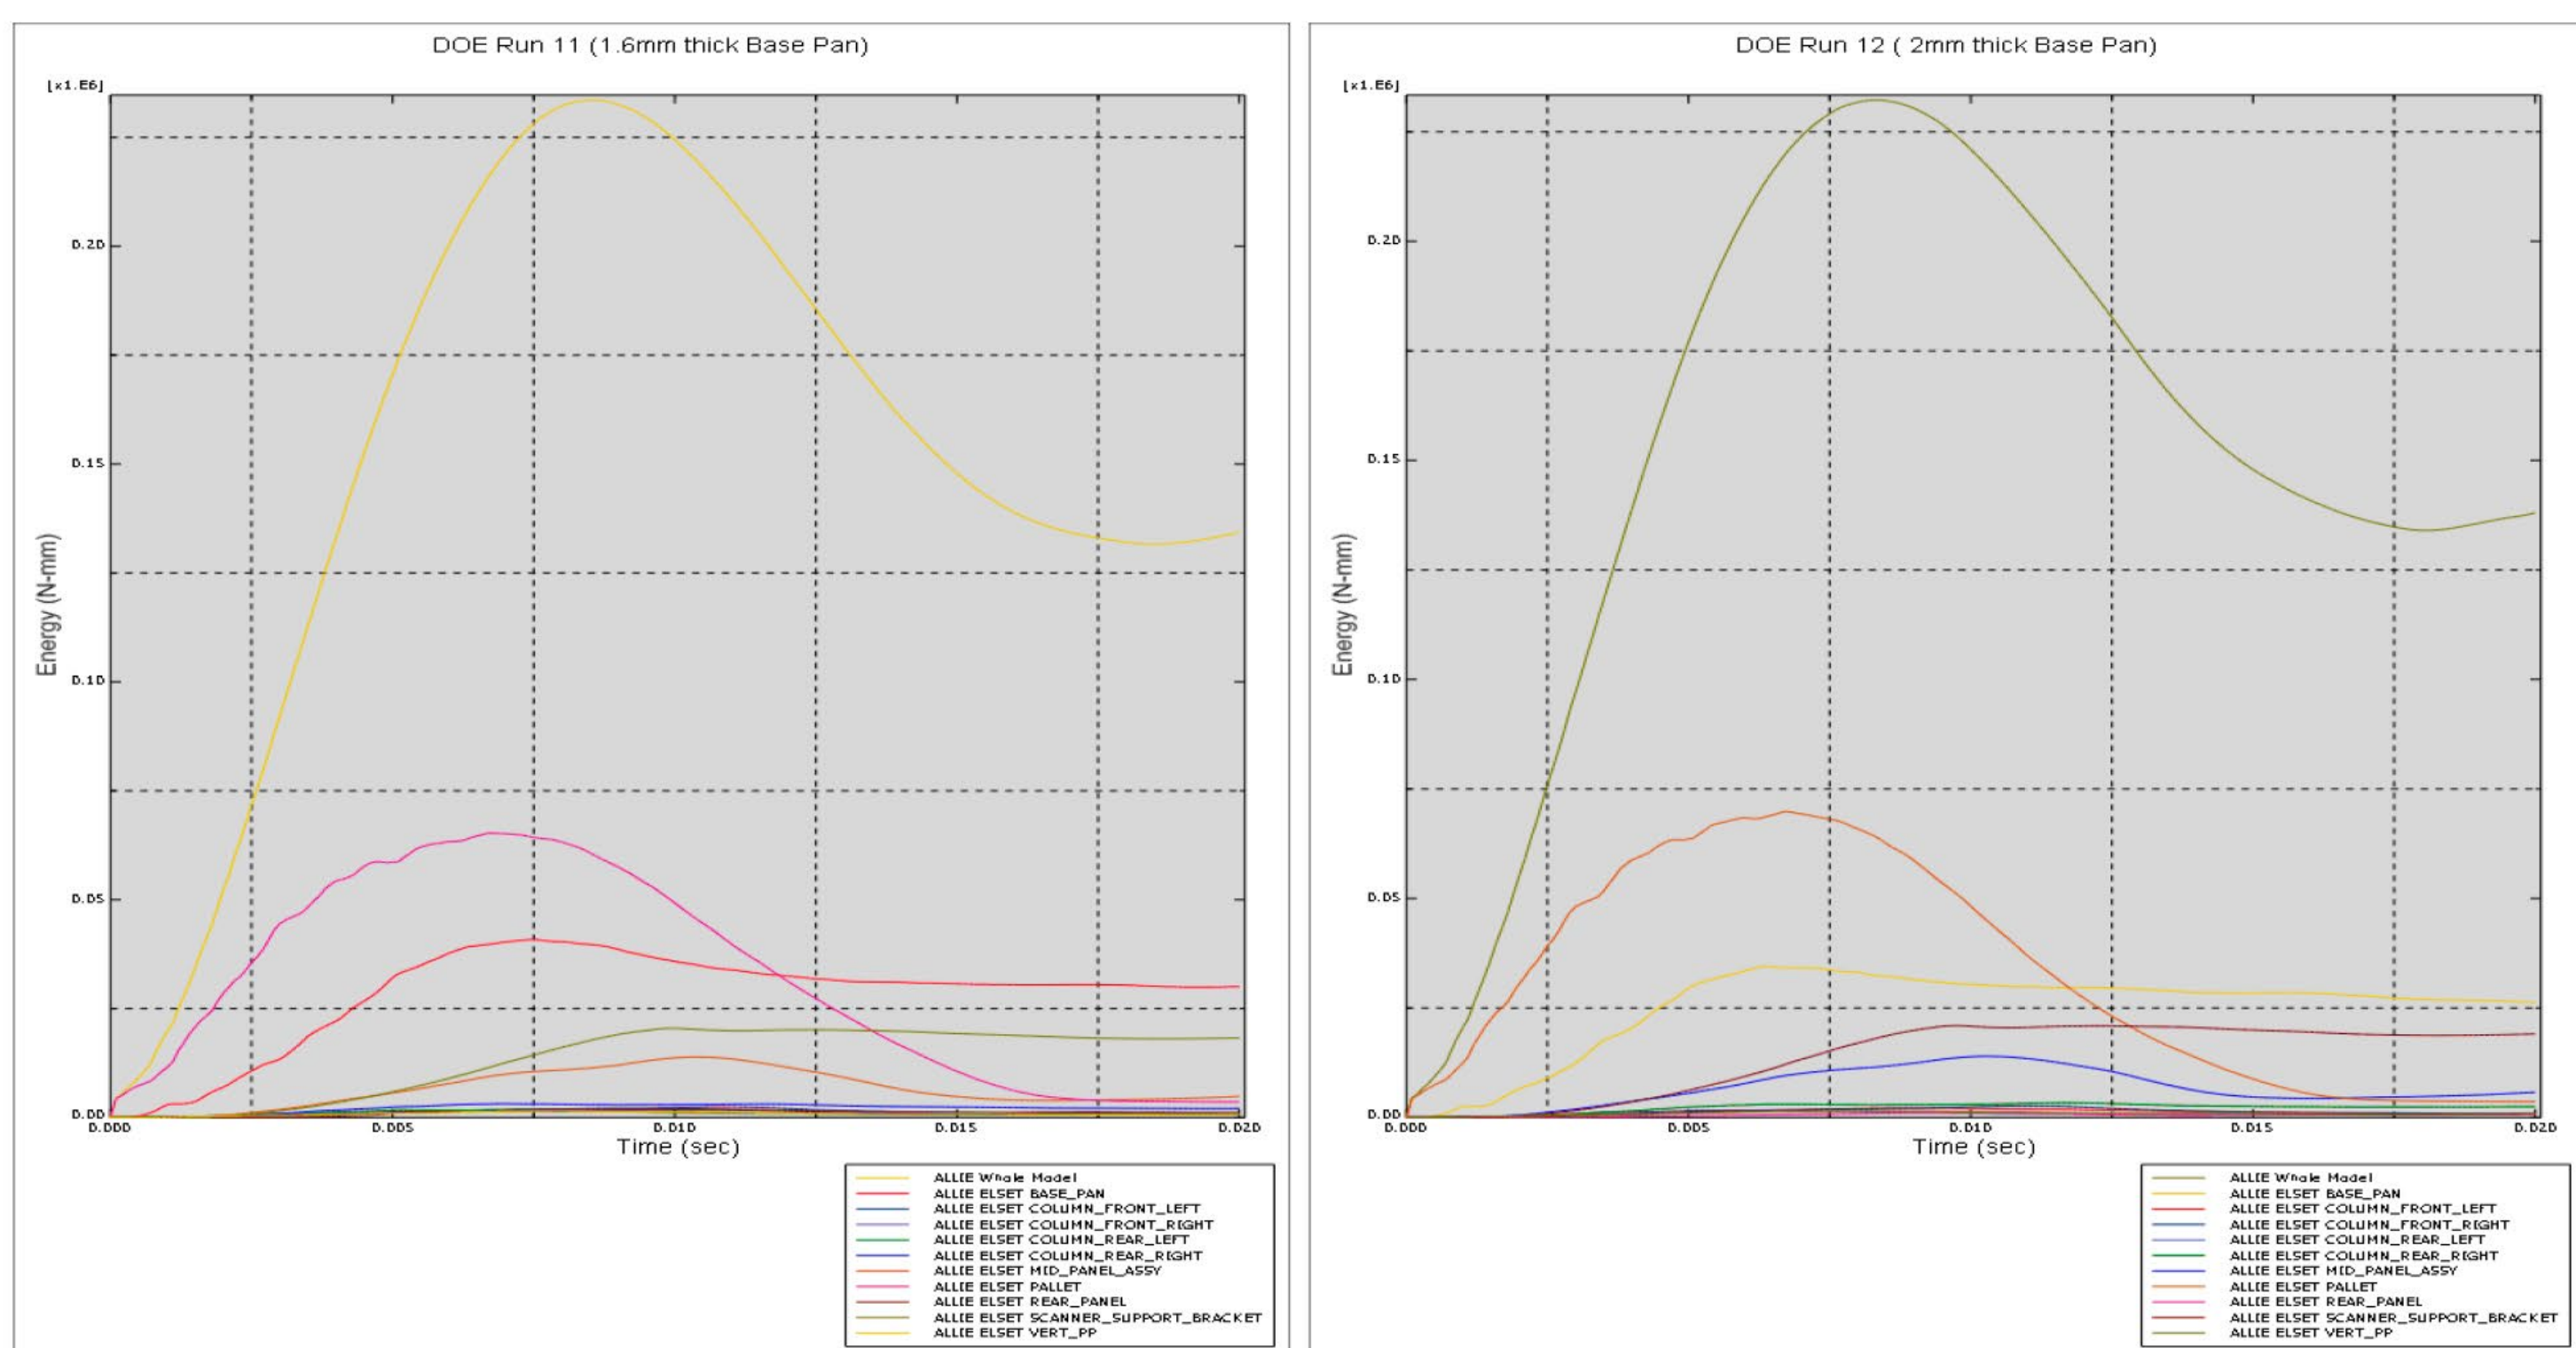 DOE Run 11 (1.6mm thick Base Pan)
[x1.E6]
0.20
0.15
0.10
0.05
0.00
Energy (N-mm)
0.000 0.005 0.010 0.015 0.020
Time (sec)
ALLIE Whole Model
ALLIE ELSET BASE_PAN
ALLIE ELSET COLUMN_FRONT_LEFT
ALLIE ELSET COLUMN_FRONT_RIGHT
ALLIE ELSET COLUMN_REAR_LEFT
ALLIE ELSET COLUMN_REAR_RIGHT
ALLIE ELSET MID_PANEL_ASSY
ALLIE ELSET PALLET
ALLIE ELSET REAR_PANEL
ALLIE ELSET SCANNER_SUPPORT_BRACKET
ALLIE ELSET VERT_PP
DOE Run 12 ( 2mm thick Base Pan)
[x1.E6]
0.20
0.15
0.10
0.05
0.00
Energy (N-mm)
0.000 0.005 0.010 0.015 0.020
Time (sec)
ALLIE Whole Model
ALLIE ELSET BASE_PAN
ALLIE ELSET COLUMN_FRONT_LEFT
ALLIE ELSET COLUMN_FRONT_RIGHT
ALLIE ELSET COLUMN_REAR_LEFT
ALLIE ELSET COLUMN_REAR_RIGHT
ALLIE ELSET MID_PANEL_ASSY
ALLIE ELSET PALLET
ALLIE ELSET REAR_PANEL
ALLIE ELSET SCANNER_SUPPORT_BRACKET
ALLIE ELSET VERT_PP